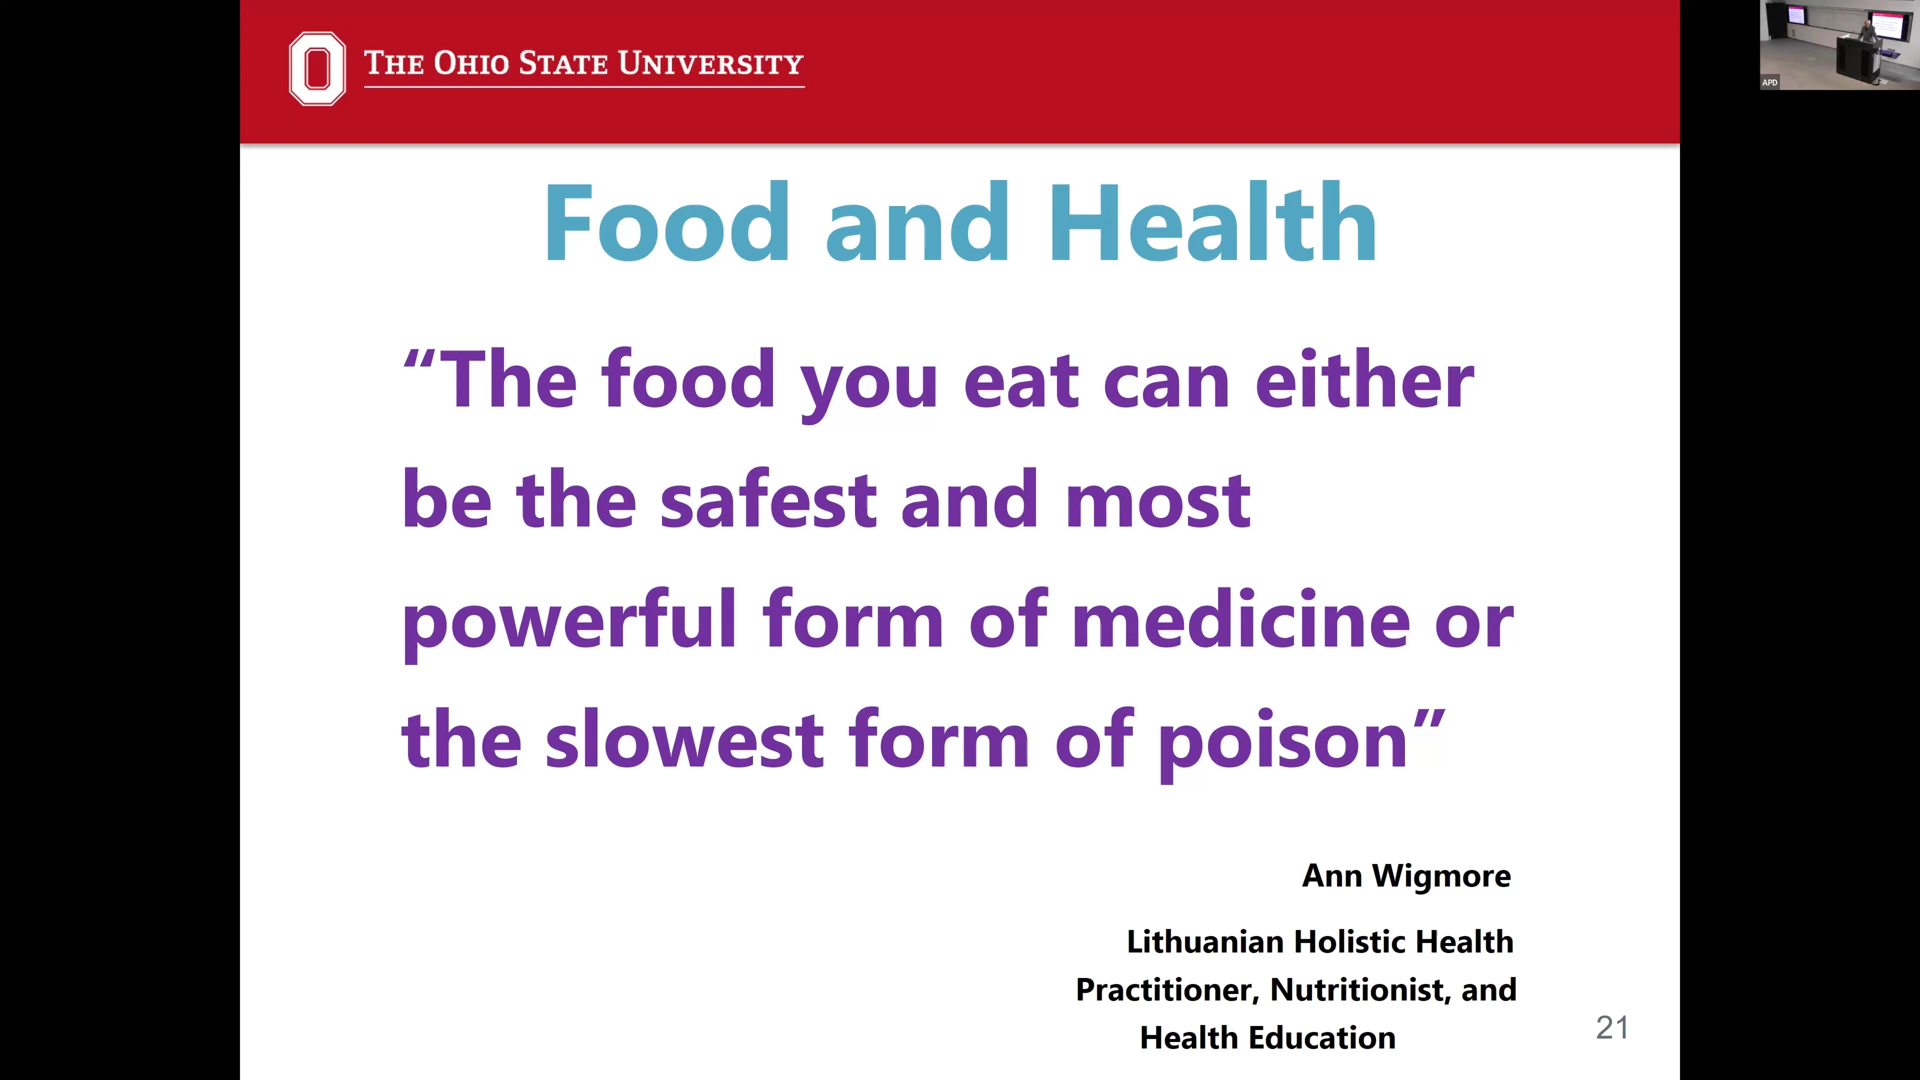 THE OHIO STATE UNIVERSITY
APD
Food and Health
“The food you eat can either
be the safest and most
powerful form of medicine or
the slowest form of poison”
Ann Wigmore
Lithuanian Holistic Health
Practitioner, Nutritionist, and
Health Education
21